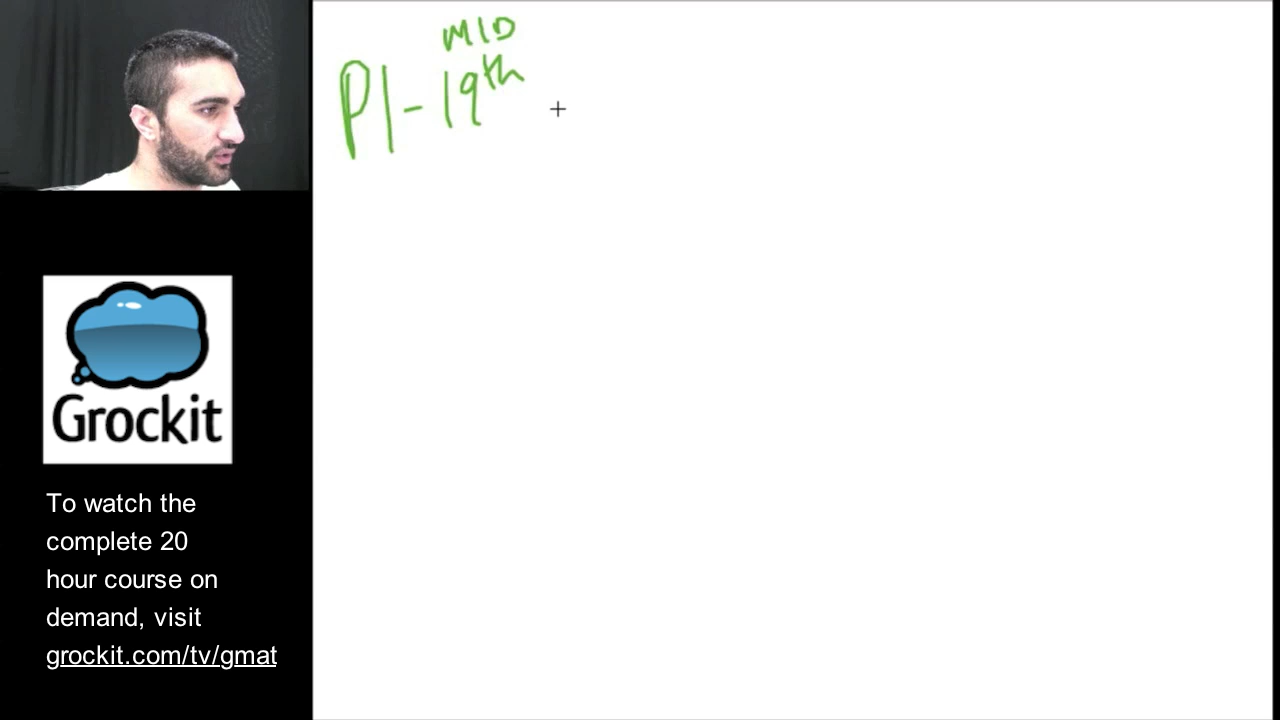 MID
P1-19th
Grockit
To watch the
complete 20
hour course on
demand, visit
grockit.com/tv/gmat